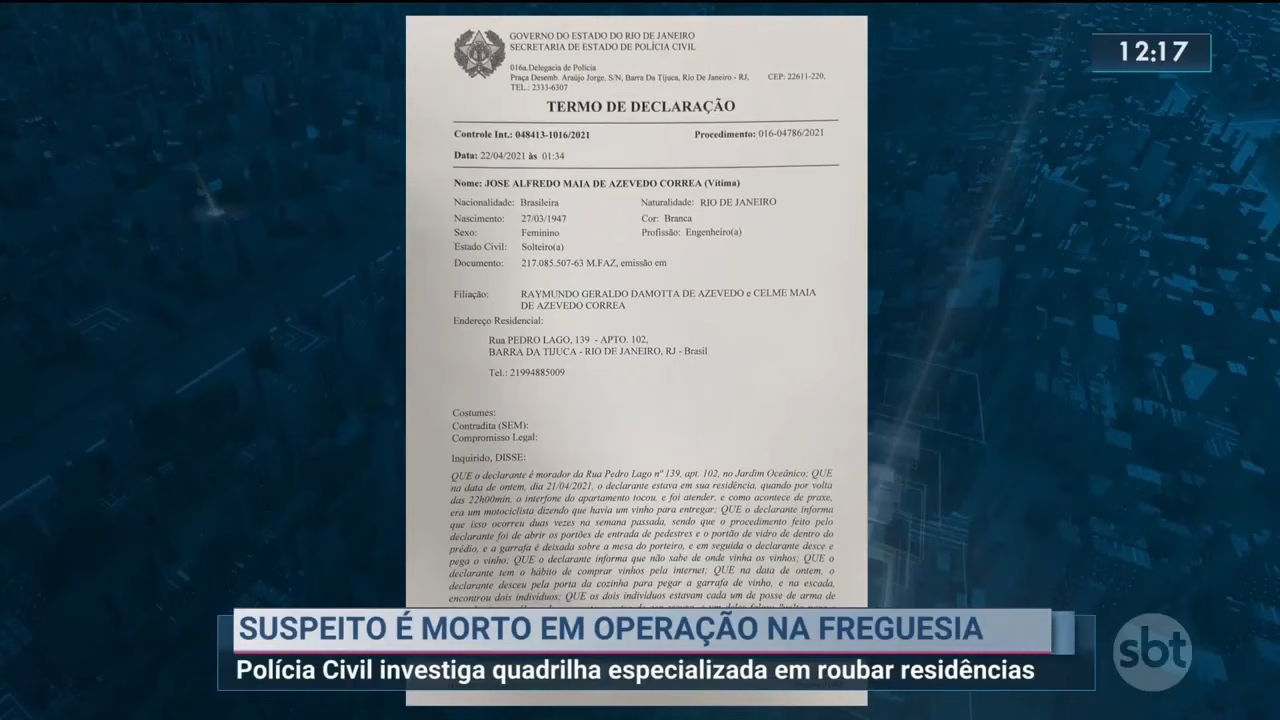 GOVERNO DO ESTADO DO RIO DE JANEIRO
SECRETARIA DE ESTADO DE POLÍCIA CIVIL
016a.Delegacia de Polícia
Praça Desemb. Araújo Jorge, S/N, Barra Da Tijuca, Rio De Janeiro - RJ, CEP: 22611-220,
TEL.: 2333-6307
12:17
TERMO DE DECLARAÇÃO
Controle Int.: 048413-1016/2021 Procedimento: 016-04786/2021
Data: 22/04/2021 às 01:34
Nome: JOSE ALFREDO MAIA DE AZEVEDO CORREA (Vítima)
Nacionalidade: Brasileira Naturalidade: RIO DE JANEIRO
Nascimento: 27/03/1947 Cor: Branca
Sexo: Feminino Profissão: Engenheiro(a)
Estado Civil: Solteiro(a)
Documento: 217.085.507-63 M.FAZ, emissão em
Filiação: RAYMUNDO GERALDO DAMOTTA DE AZEVEDO e CELME MAIA
DE AZEVEDO CORREA
Endereço Residencial:
Rua PEDRO LAGO, 139 - APTO. 102,
BARRA DA TIJUCA - RIO DE JANEIRO, RJ - Brasil
Tel.: 21994885009
Costumes:
Contradita (SEM):
Compromisso Legal:
Inquirido, DISSE:
QUE o declarante é morador da Rua Pedro Lago nº 139, apt. 102, no Jardim Oceânico; QUE
na data de ontem, dia 21/04/2021, o declarante estava em sua residência, quando por volta
das 22h00min, o interfone do apartamento tocou, e foi atender, e como acontece de praxe,
era um motociclista dizendo que havia um vinho para entregar; QUE o declarante informa
que isso ocorreu duas vezes na semana passada, sendo que o procedimento feito pelo
declarante foi de abrir os portões de entrada de pedestres e o portão de vidro de dentro do
prédio, e a garrafa é deixada sobre a mesa do porteiro, e em seguida o declarante desce e
pega o vinho; QUE o declarante informa que não sabe de onde vinha os vinhos; QUE o
declarante tem o hábito de comprar vinhos pela internet; QUE na data de ontem, o
declarante desceu pela porta da cozinha para pegar a garrafa de vinho, e na escada,
encontrou dois indivíduos; QUE os dois indivíduos estavam cada um de posse de arma de
SUSPEITO É MORTO EM OPERAÇÃO NA FREGUESIA
Polícia Civil investiga quadrilha especializada em roubar residências
sbt